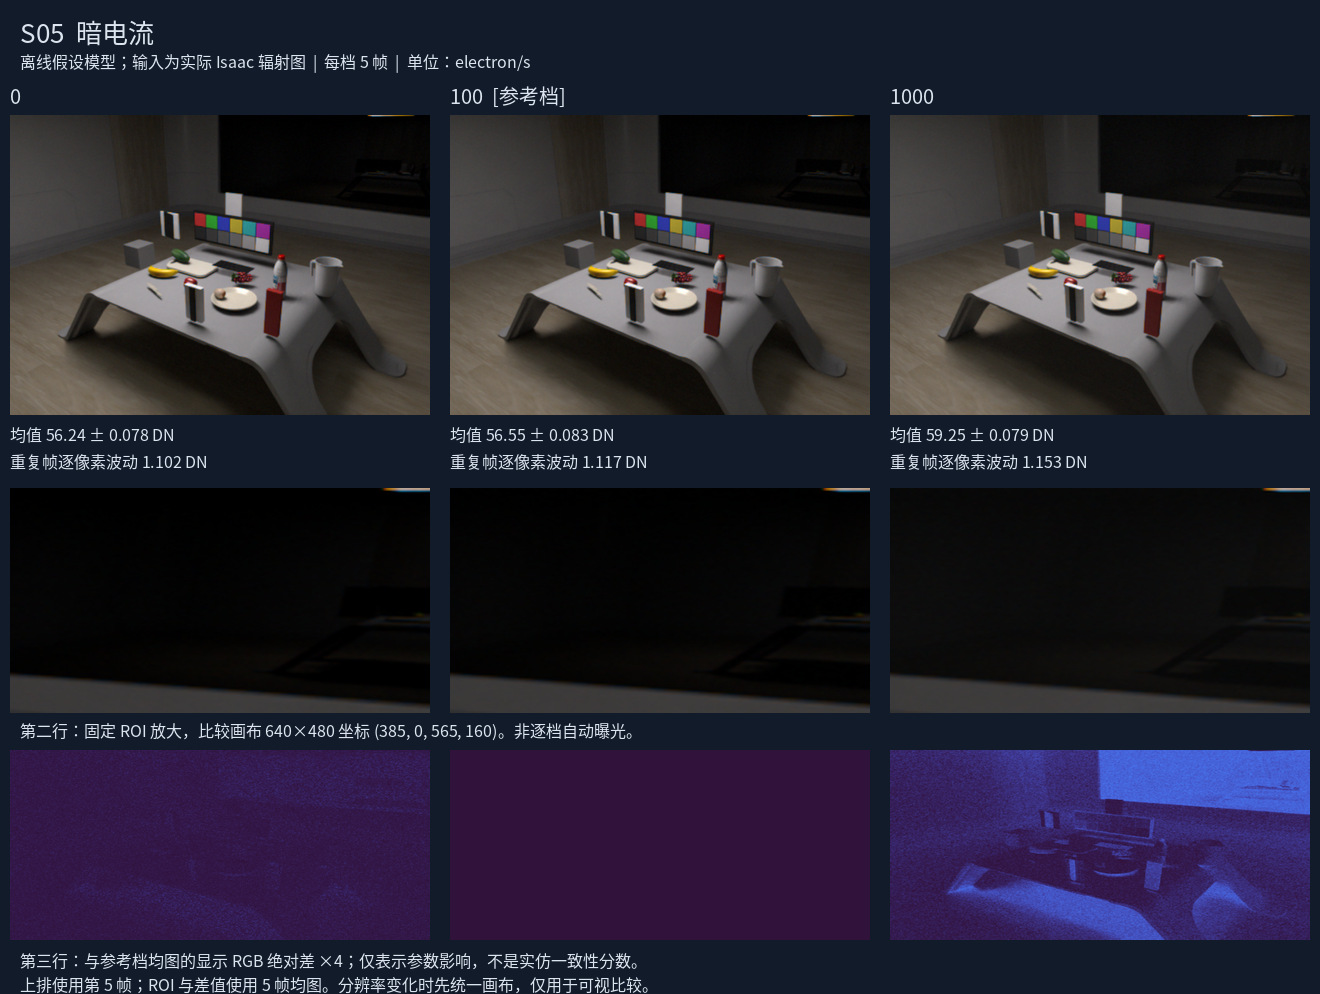 S05 暗电流
离线假设模型；输入为实际 Isaac 辐射图 | 每档 5 帧 | 单位：electron/s
0
100 [参考档]
1000
均值 56.24 ± 0.078 DN
重复帧逐像素波动 1.102 DN
均值 56.55 ± 0.083 DN
重复帧逐像素波动 1.117 DN
均值 59.25 ± 0.079 DN
重复帧逐像素波动 1.153 DN
第二行：固定 ROI 放大，比较画布 640×480 坐标 (385, 0, 565, 160)。非逐档自动曝光。
第三行：与参考档均图的显示 RGB 绝对差 ×4；仅表示参数影响，不是实仿一致性分数。
上排使用第 5 帧；ROI 与差值使用 5 帧均图。分辨率变化时先统一画布，仅用于可视比较。